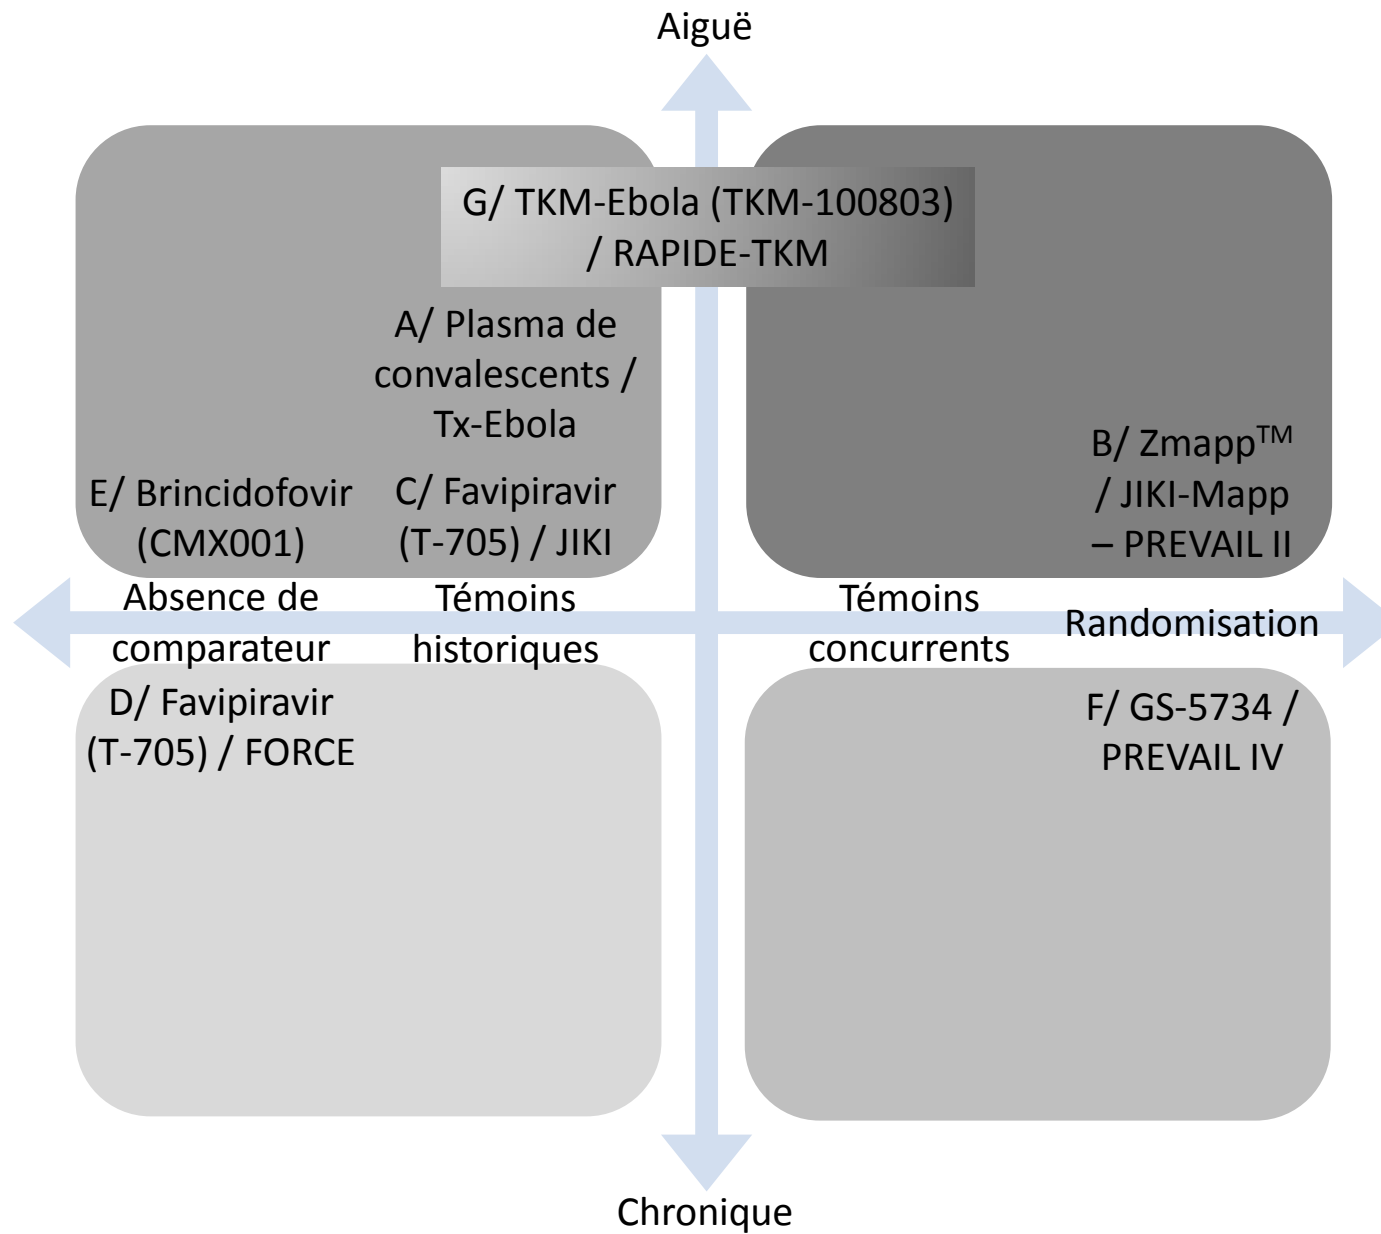 Aiguë
G/ TKM-Ebola (TKM-100803)
/ RAPIDE-TKM
A/ Plasma de
convalescents /
Tx-Ebola
E/ Brincidofovir
(CMX001)
C/ Favipiravir
(T-705) / JIKI
B/ Zmapp™
/ JIKI-Mapp
– PREVAIL II
Absence de
comparateur
Témoins
historiques
Témoins
concurrents
Randomisation
D/ Favipiravir
(T-705) / FORCE
F/ GS-5734 /
PREVAIL IV
Chronique